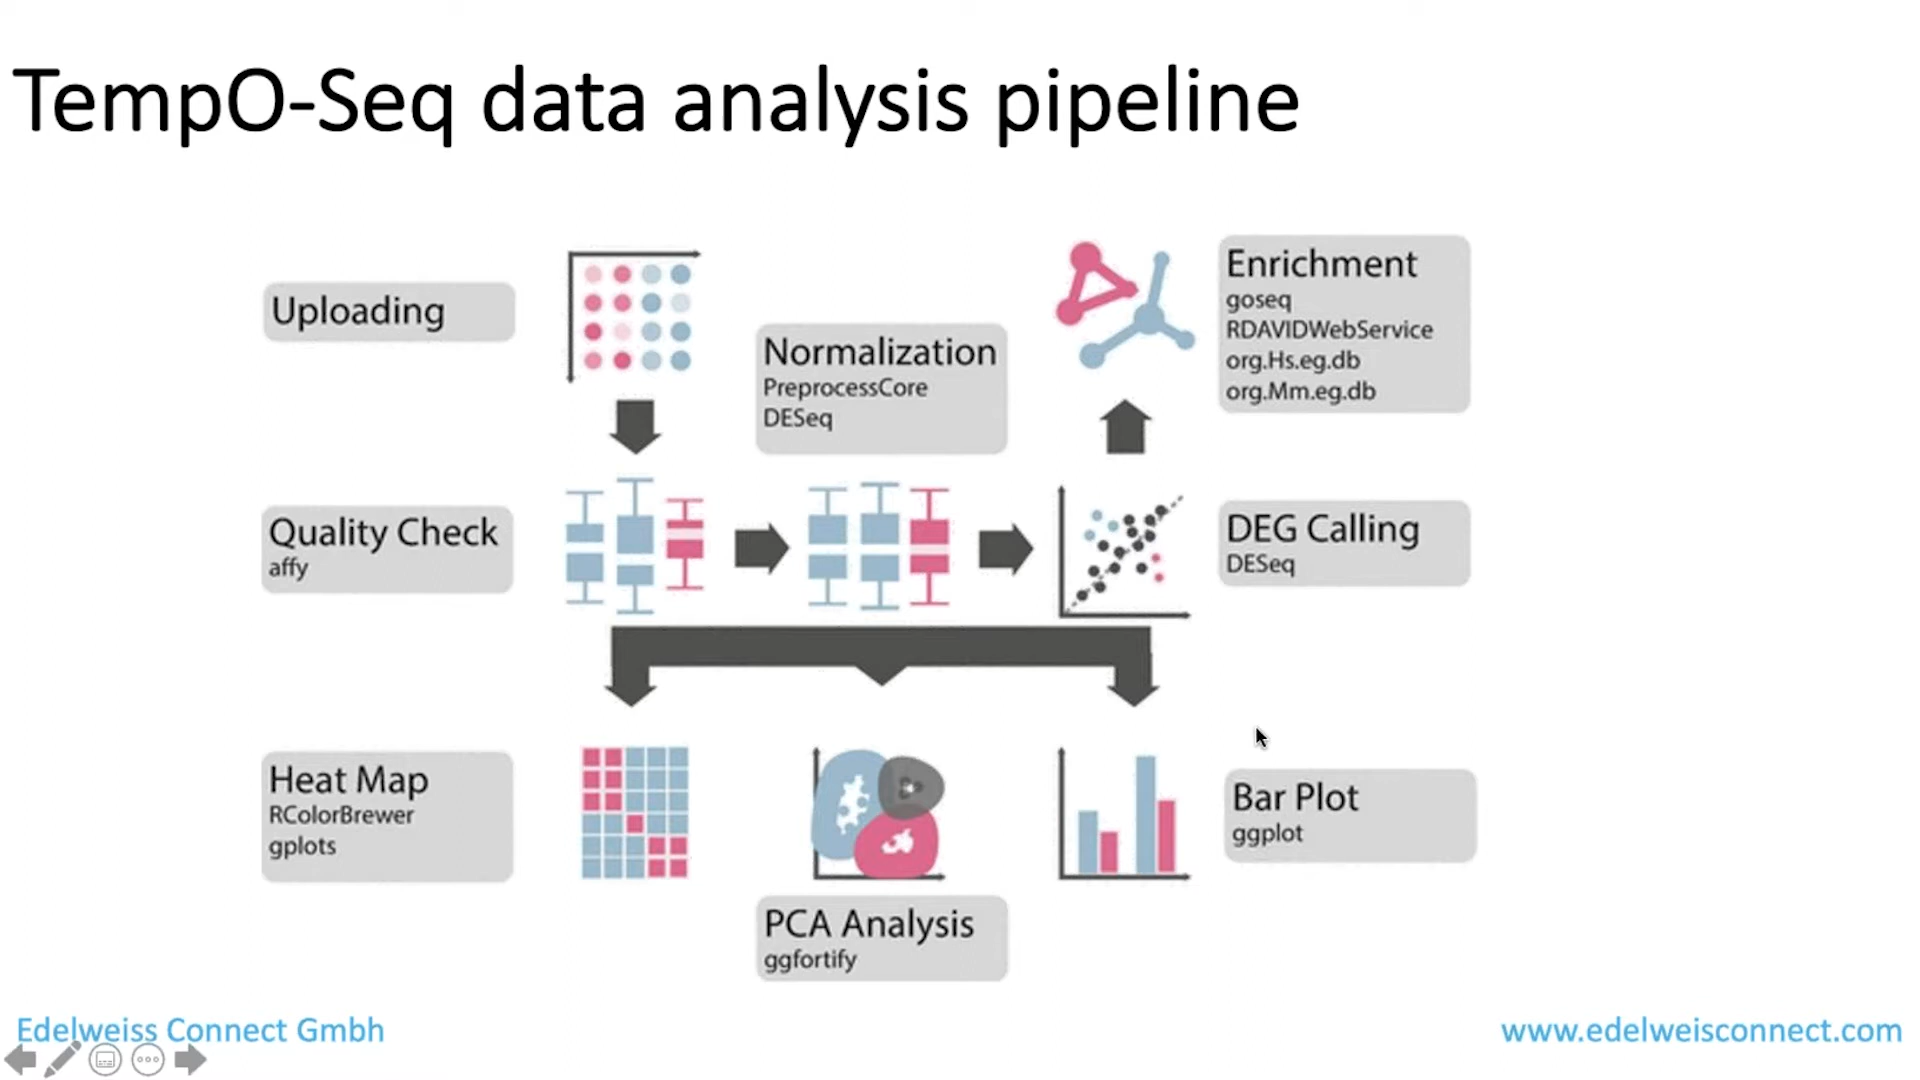 TempO-Seq data analysis pipeline
Uploading
Normalization
PreprocessCore
DESeq
Enrichment
goseq
RDAVIDWebService
org.Hs.eg.db
org.Mm.eg.db
Quality Check
affy
DEG Calling
DESeq
Heat Map
RColorBrewer
gplots
PCA Analysis
ggfortify
Bar Plot
ggplot
Edelweiss Connect Gmbh
www.edelweisconnect.com